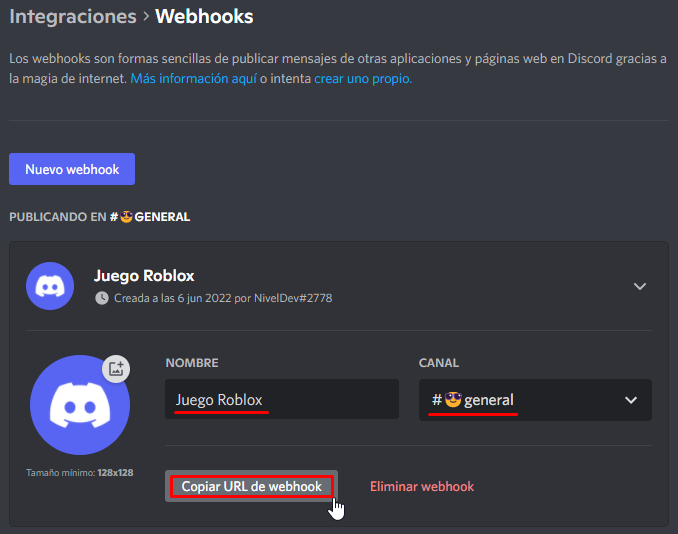 Integraciones > Webhooks
Los webhooks son formas sencillas de publicar mensajes de otras aplicaciones y páginas web en Discord gracias a
la magia de internet. Más información aquí o intenta crear uno propio.
Nuevo webhook
PUBLICANDO EN #🥸GENERAL
Juego Roblox
Creada a las 6 jun 2022 por NivelDev#2778
NOMBRE
CANAL
Juego Roblox
#🥸general
Tamaño mínimo: 128x128
Copiar URL de webhook
Eliminar webhook